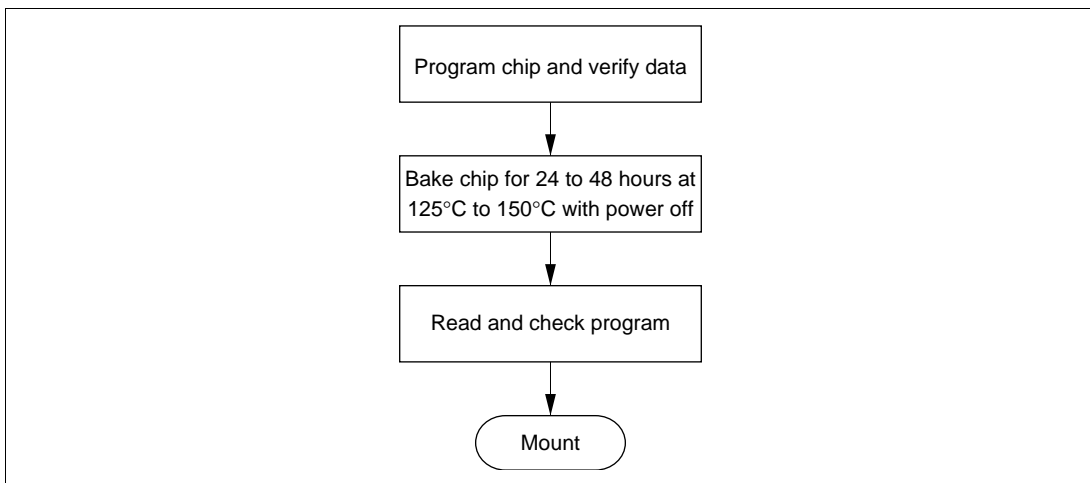 Program chip and verify data
Bake chip for 24 to 48 hours at
125°C to 150°C with power off
Read and check program
Mount